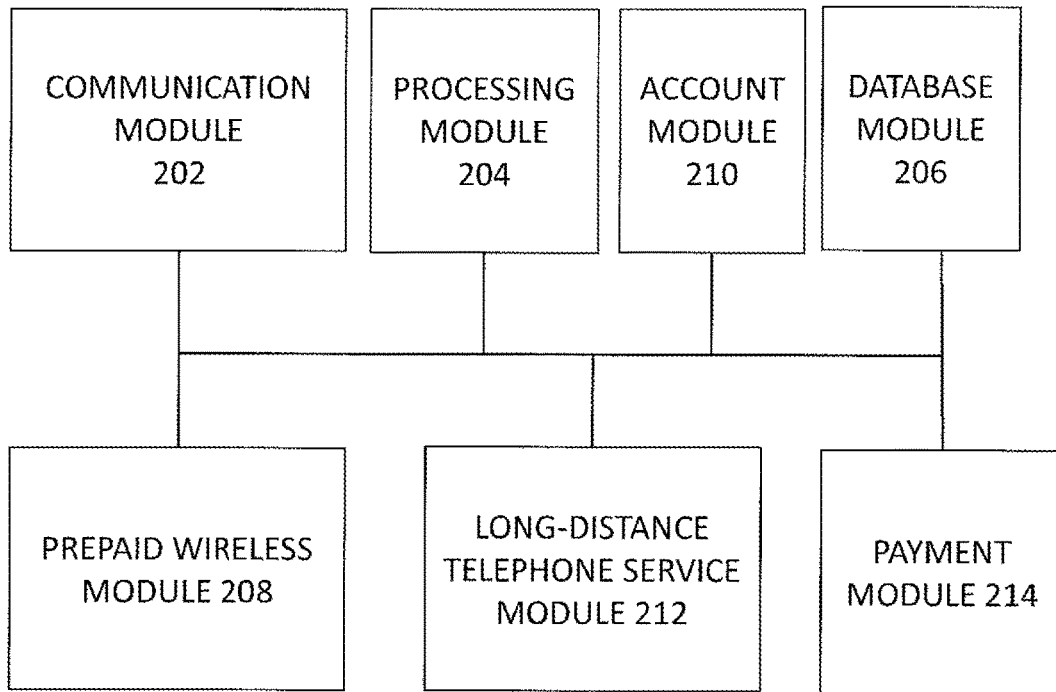 COMMUNICATION
MODULE
202
PROCESSING
MODULE
204
ACCOUNT
MODULE
210
DATABASE
MODULE
206
PREPAID WIRELESS
MODULE 208
LONG-DISTANCE
TELEPHONE SERVICE
MODULE 212
PAYMENT
MODULE 214